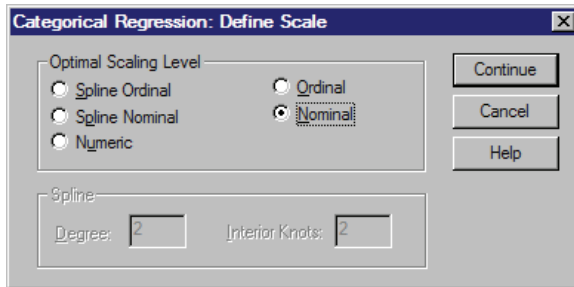 Categorical Regression: Define Scale
Optimal Scaling Level
Spline Ordinal
Ordinal
Spline Nominal
Nominal
Numeric
Continue
Cancel
Help
Spline
Degree: 2 Interior Knots: 2